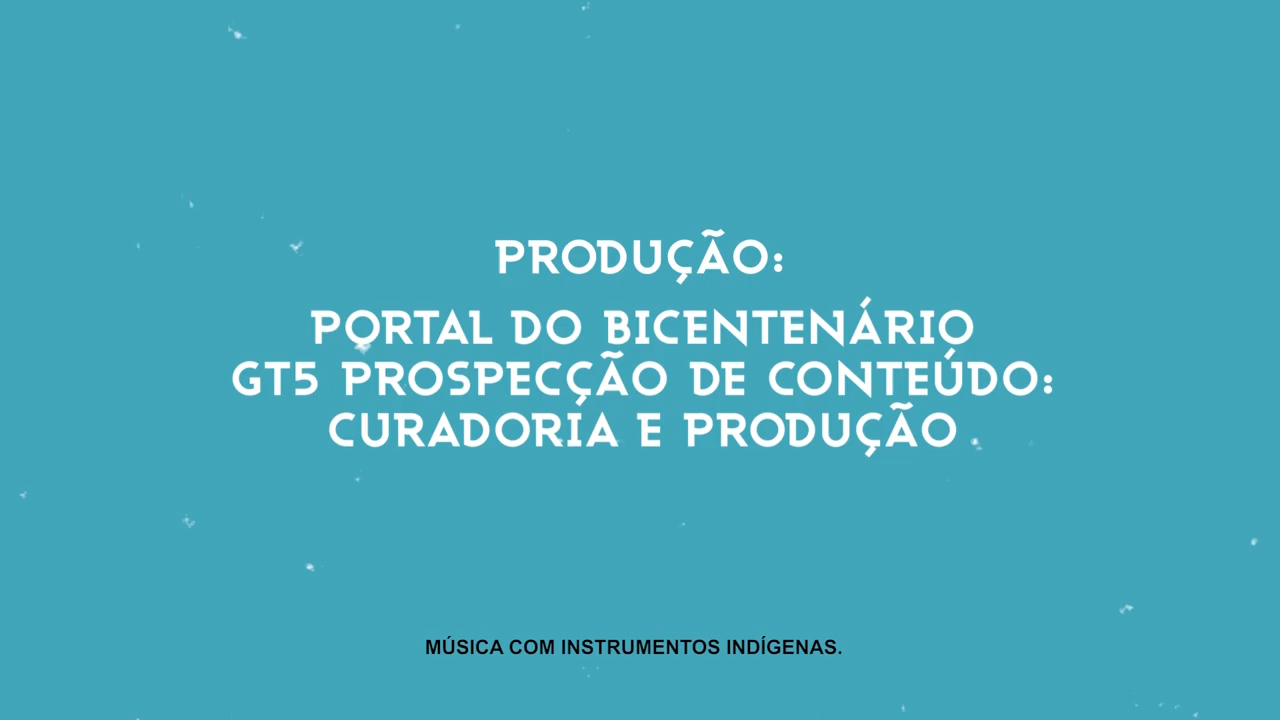 PRODUÇÃO:
PORTAL DO BICENTENÁRIO
GT5 PROSPECÇÃO DE CONTEÚDO:
CURADORIA E PRODUÇÃO
MÚSICA COM INSTRUMENTOS INDÍGENAS.